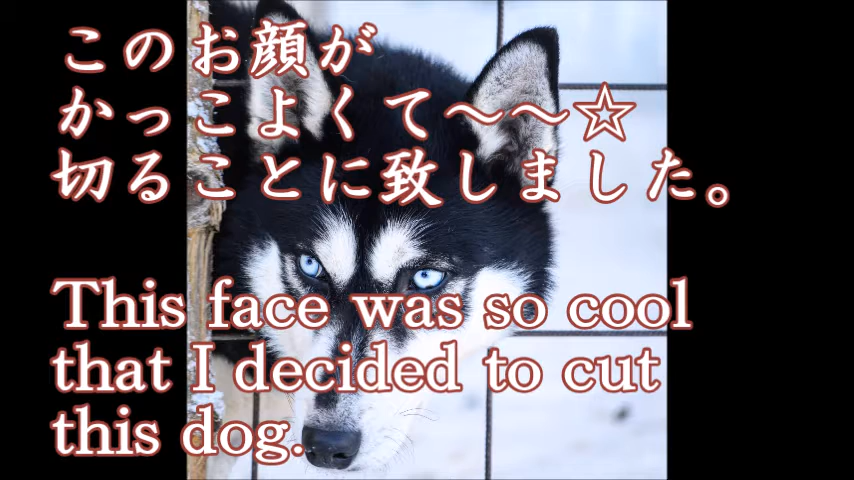 このお顔が
かっこよくて～～☆
切ることに致しました。
This face was so cool
that I decided to cut
this dog.